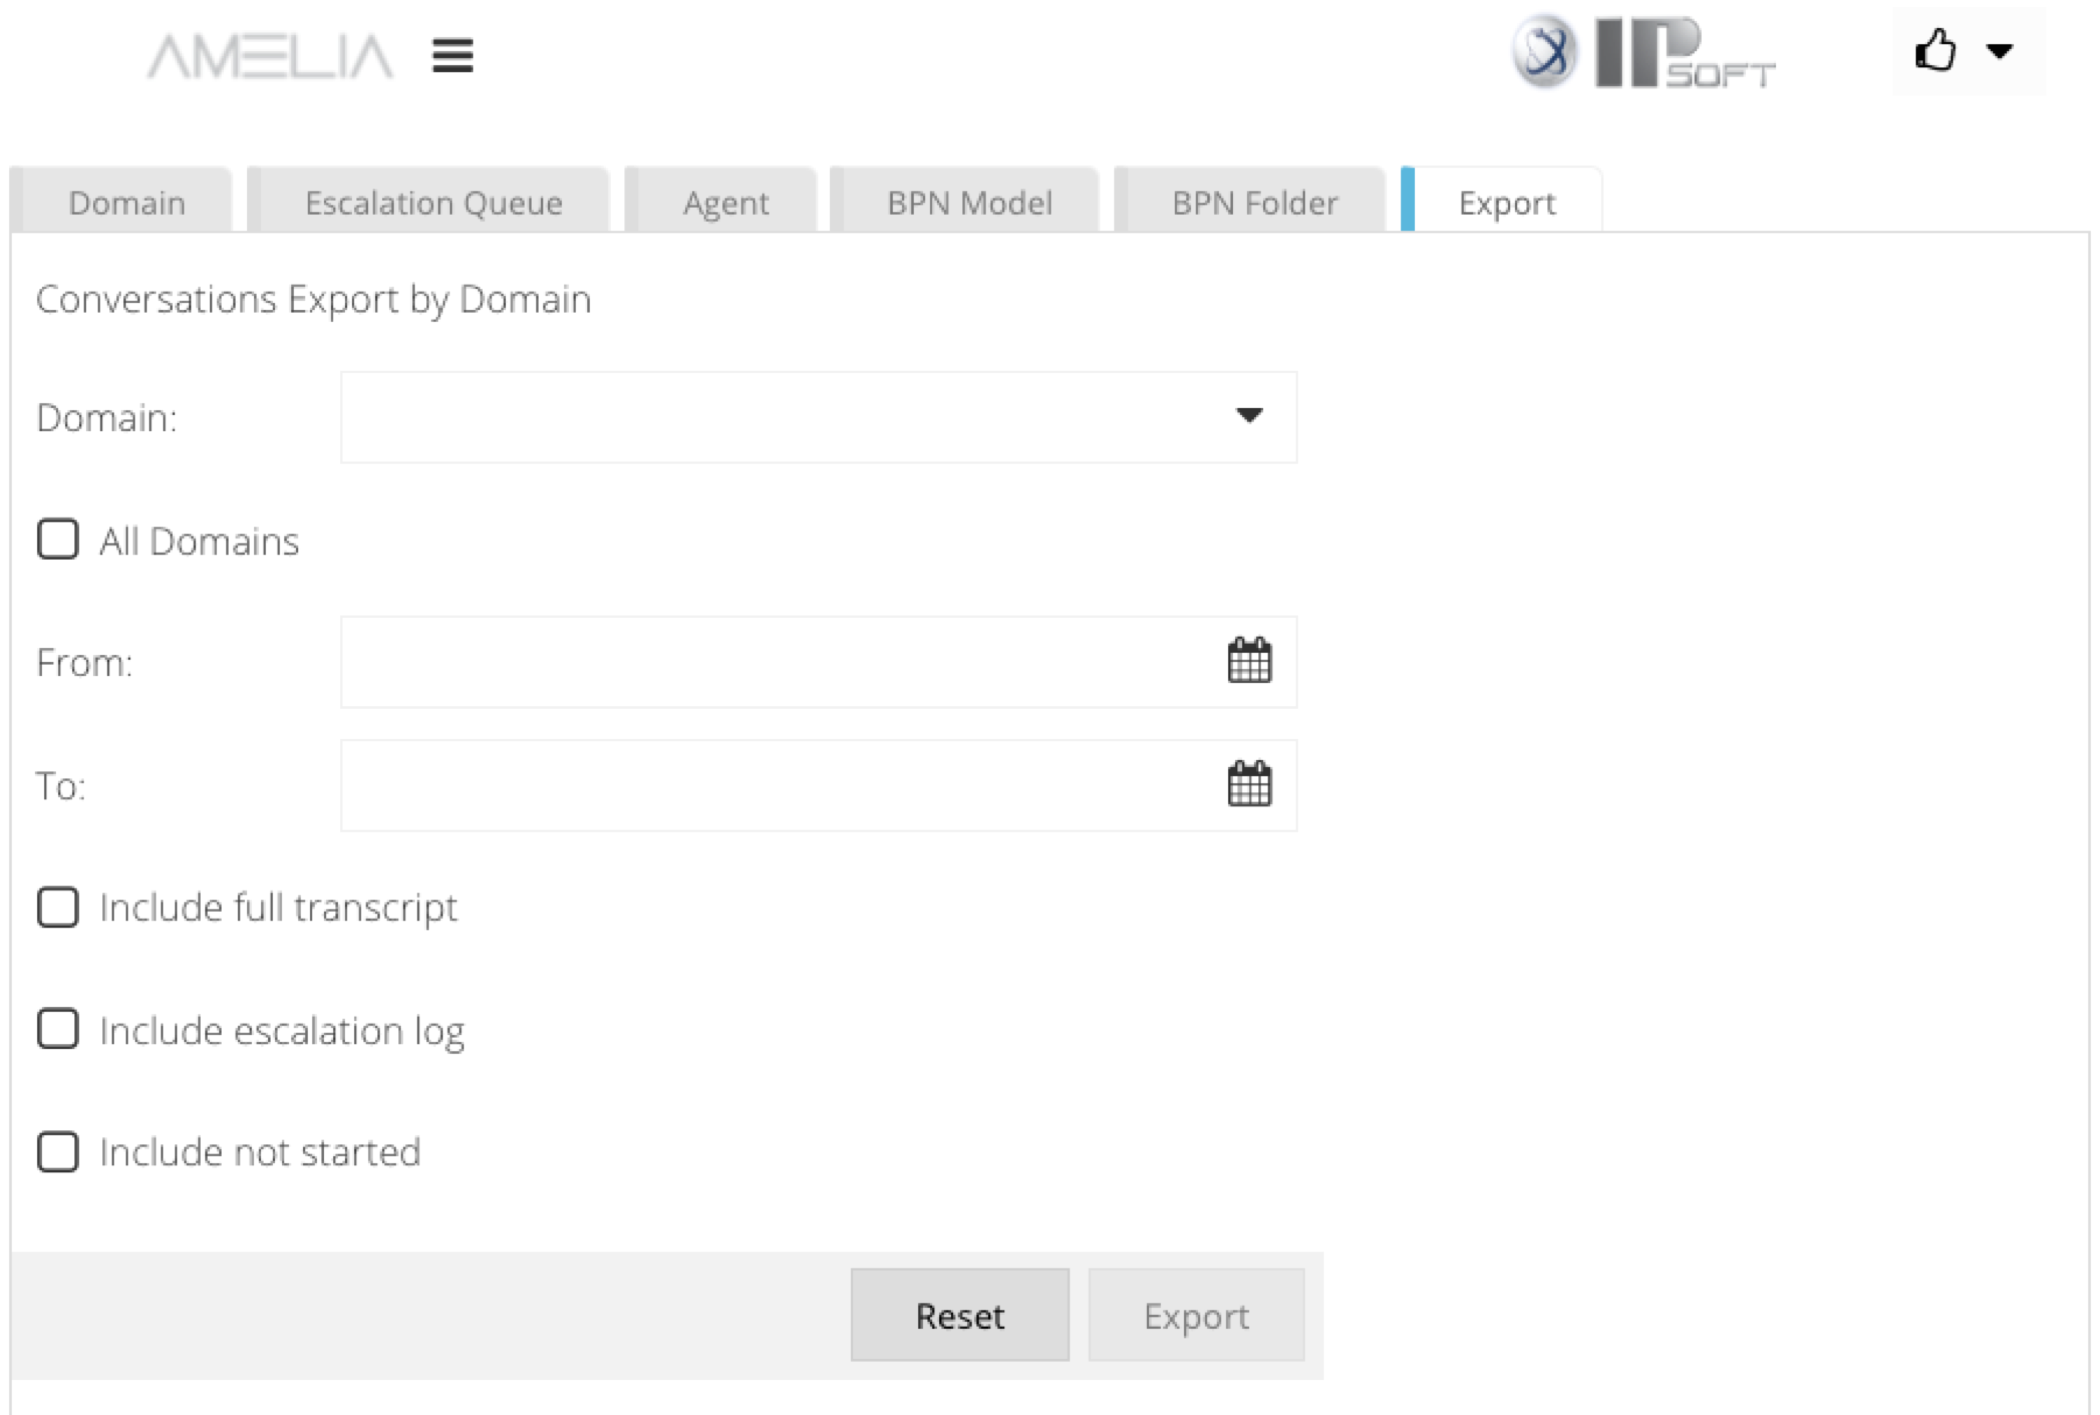 AMELIA IPSOFT
Domain Escalation Queue Agent BPN Model BPN Folder Export
Conversations Export by Domain
Domain:
All Domains
From:
To:
Include full transcript
Include escalation log
Include not started
Reset Export